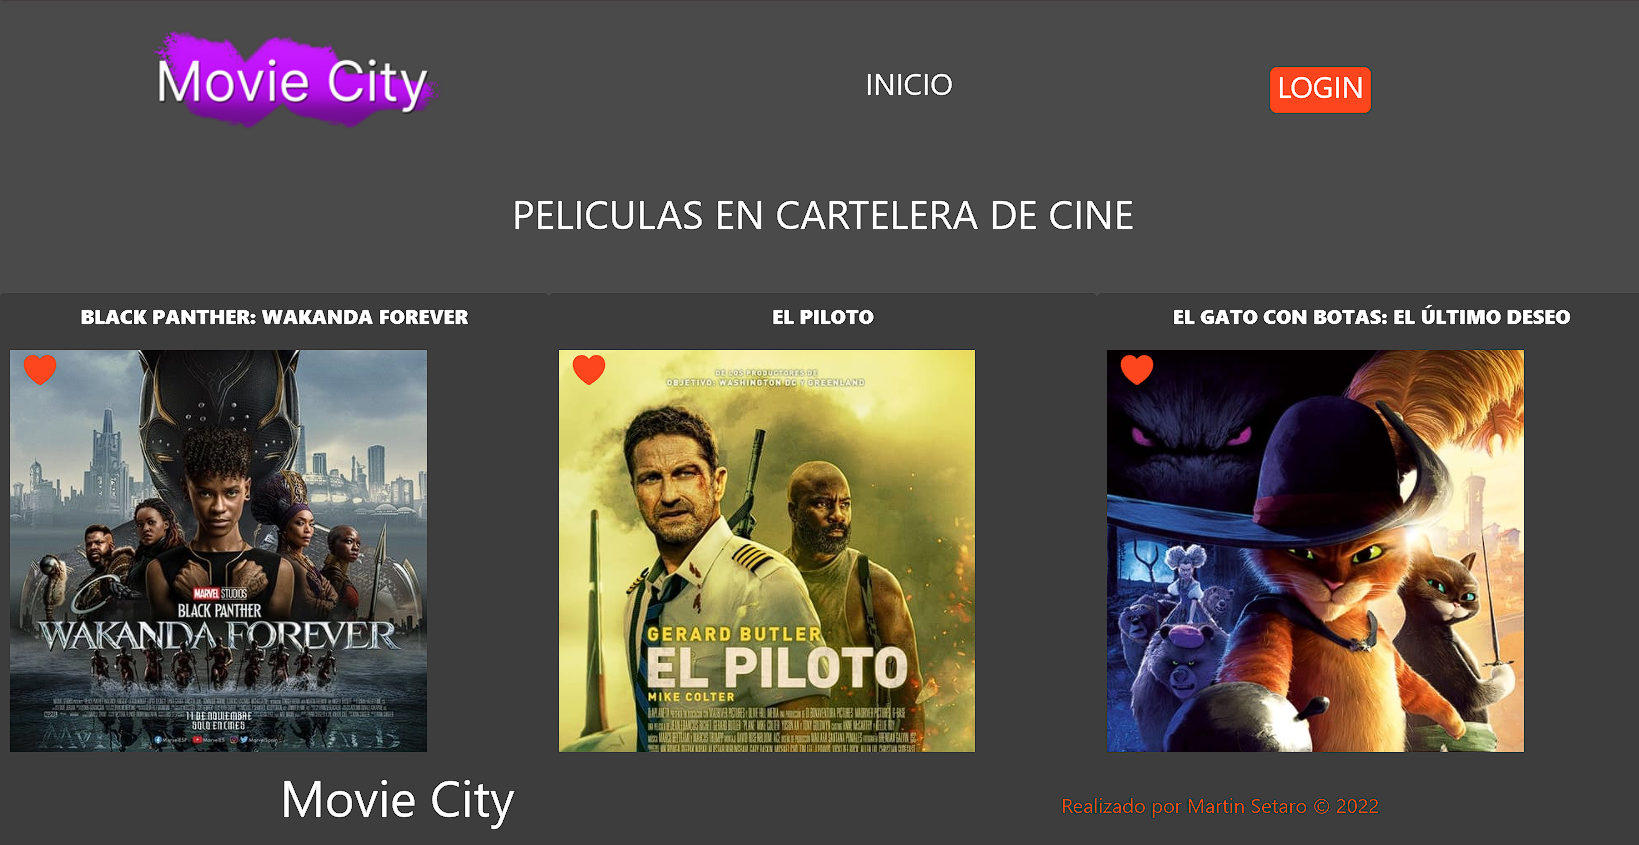 Movie City
INICIO
LOGIN
PELICULAS EN CARTELERA DE CINE
BLACK PANTHER: WAKANDA FOREVER
EL PILOTO
EL GATO CON BOTAS: EL ÚLTIMO DESEO
MARVEL STUDIOS
BLACK PANTHER
WAKANDA FOREVER
11 DE NOVIEMBRE
SOLO EN CINES
DE LOS PRODUCTORES DE
OBJETIVO: WASHINGTON DC Y GREENLAND
GERARD BUTLER
EL PILOTO
MIKE COLTER
Movie City
Realizado por Martin Setaro © 2022